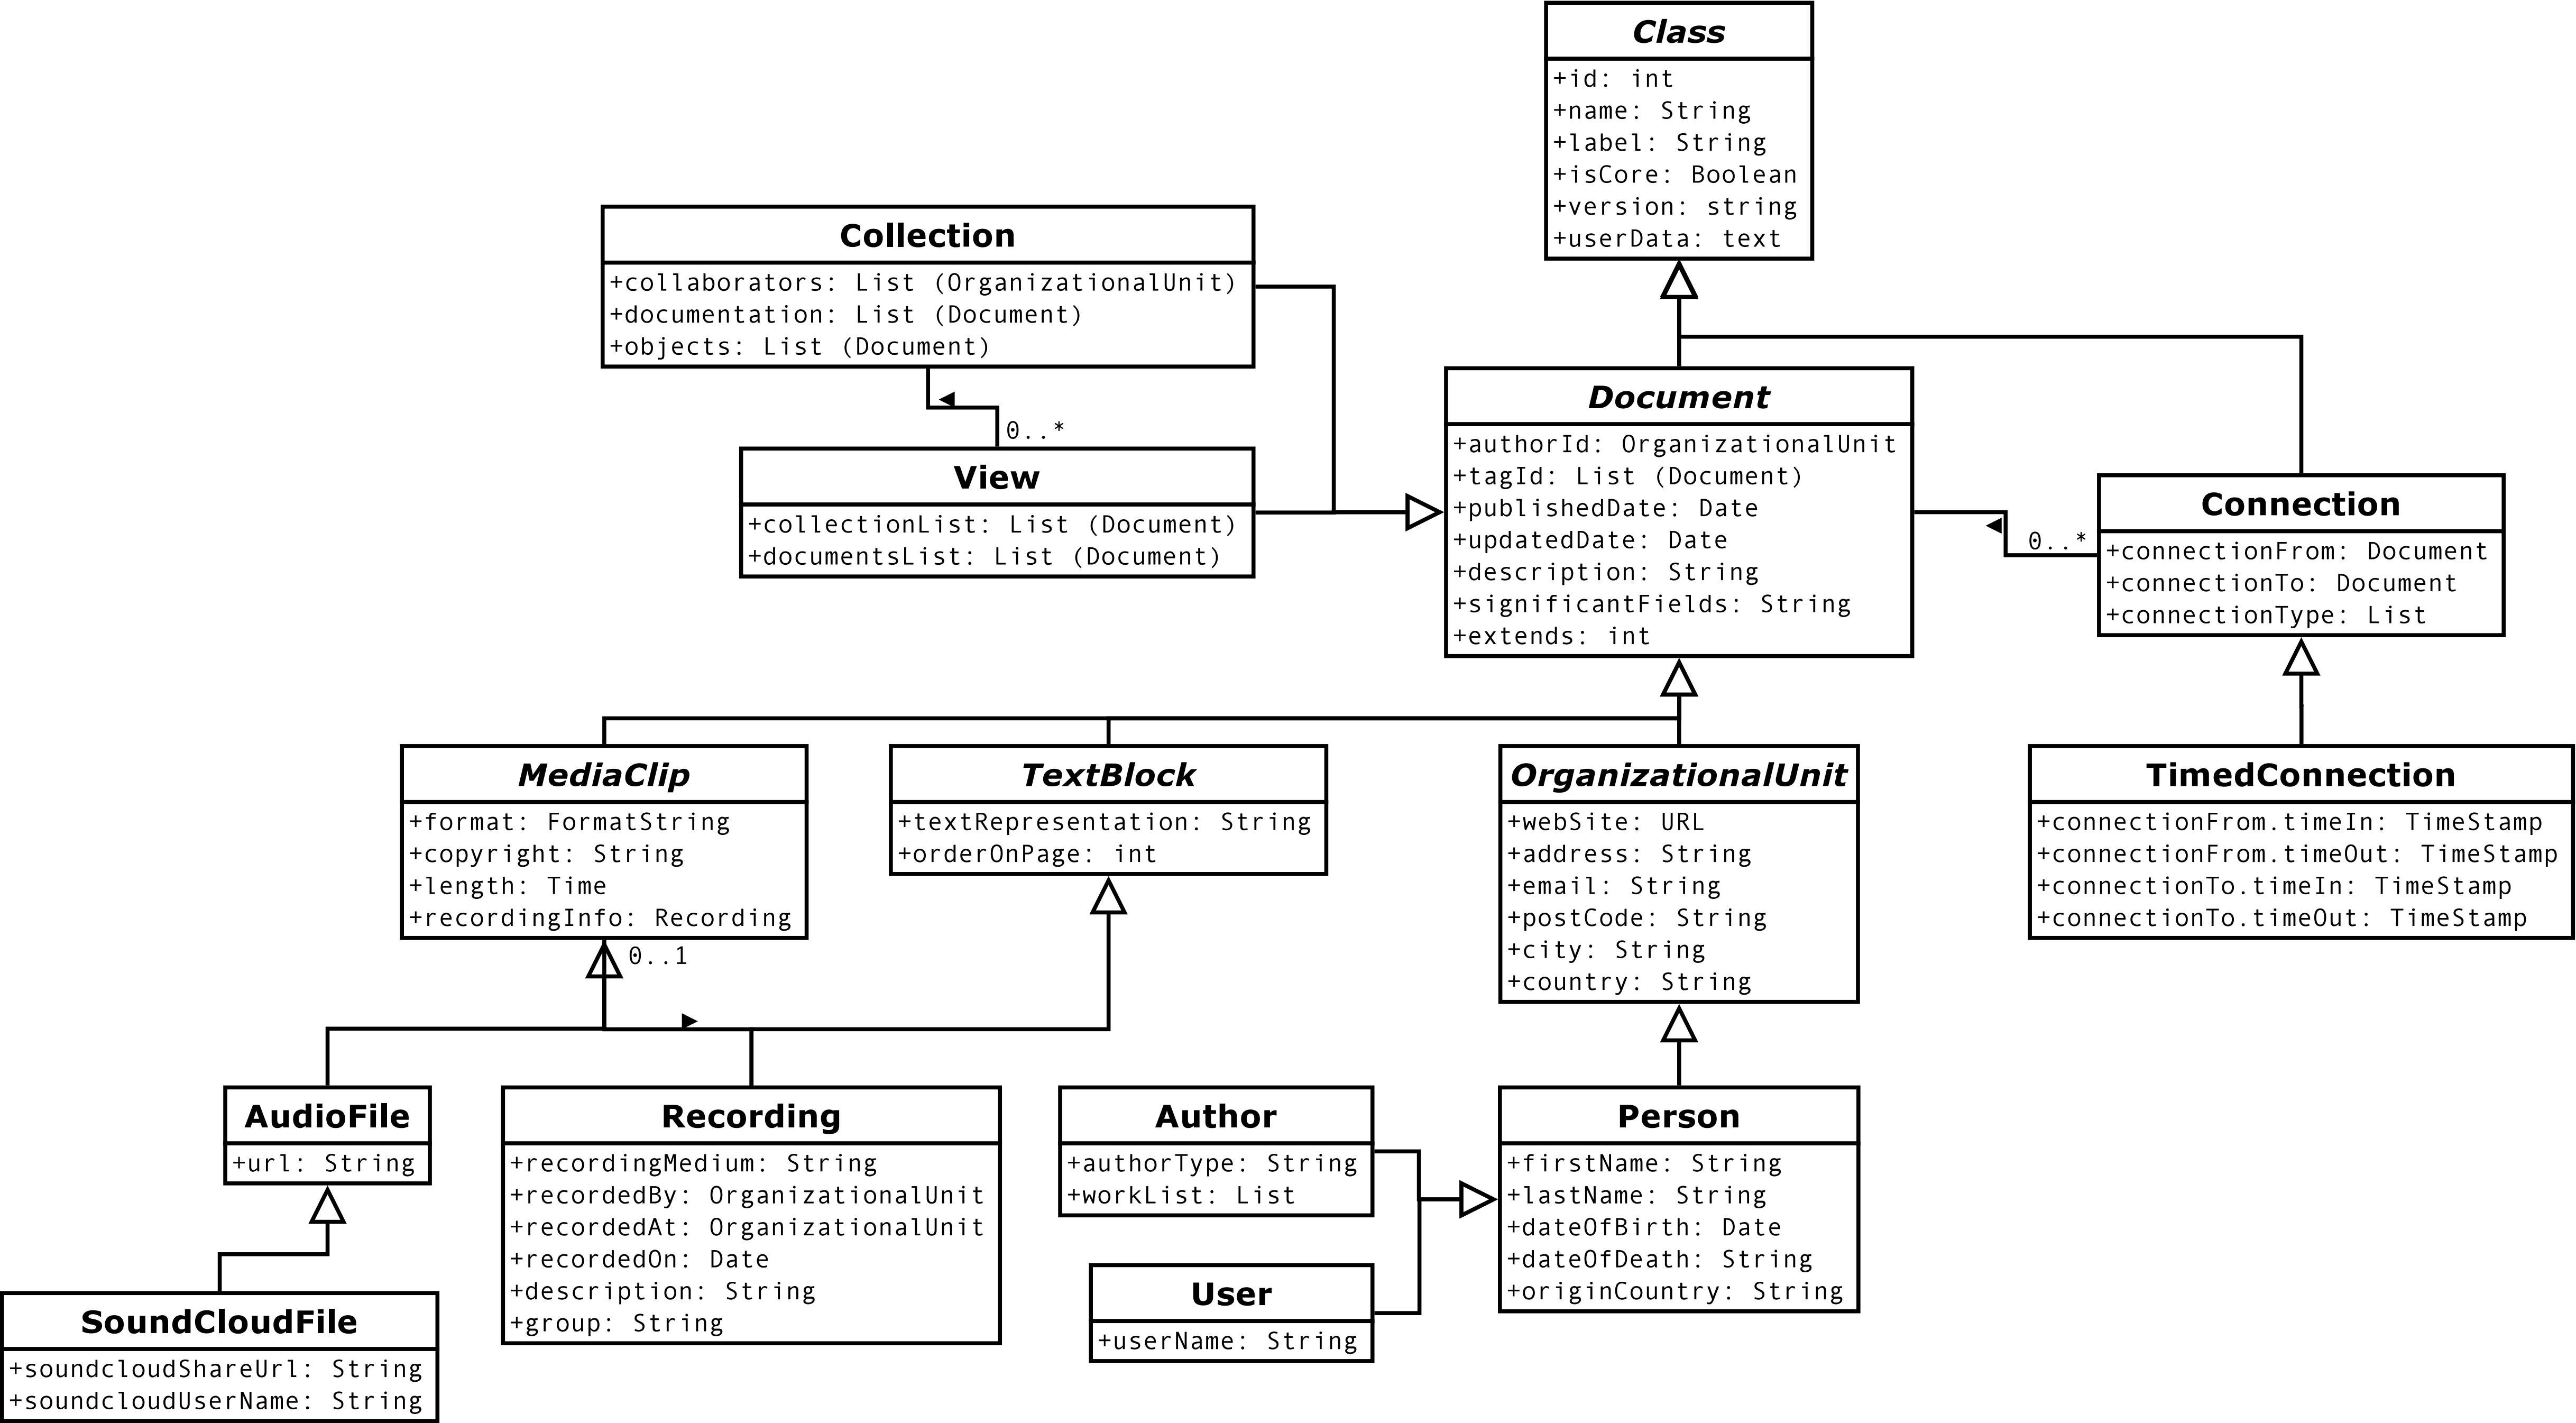 Class
+id: int
+name: String
+label: String
+isCore: Boolean
+version: string
+userData: text
Collection
+collaborators: List (OrganizationalUnit)
+documentation: List (Document)
+objects: List (Document)
0..*
View
+collectionList: List (Document)
+documentsList: List (Document)
Document
+authorId: OrganizationalUnit
+tagId: List (Document)
+publishedDate: Date
+updatedDate: Date
+description: String
+significantFields: String
+extends: int
0..*
Connection
+connectionFrom: Document
+connectionTo: Document
+connectionType: List
MediaClip
+format: FormatString
+copyright: String
+length: Time
+recordingInfo: Recording
0..1
TextBlock
+textRepresentation: String
+orderOnPage: int
OrganizationalUnit
+webSite: URL
+address: String
+email: String
+postCode: String
+city: String
+country: String
TimedConnection
+connectionFrom.timeIn: TimeStamp
+connectionFrom.timeOut: TimeStamp
+connectionTo.timeIn: TimeStamp
+connectionTo.timeOut: TimeStamp
AudioFile
+url: String
Recording
+recordingMedium: String
+recordedBy: OrganizationalUnit
+recordedAt: OrganizationalUnit
+recordedOn: Date
+description: String
+group: String
Author
+authorType: String
+workList: List
Person
+firstName: String
+lastName: String
+dateOfBirth: Date
+dateOfDeath: String
+originCountry: String
User
+userName: String
SoundCloudFile
+soundcloudShareUrl: String
+soundcloudUserName: String